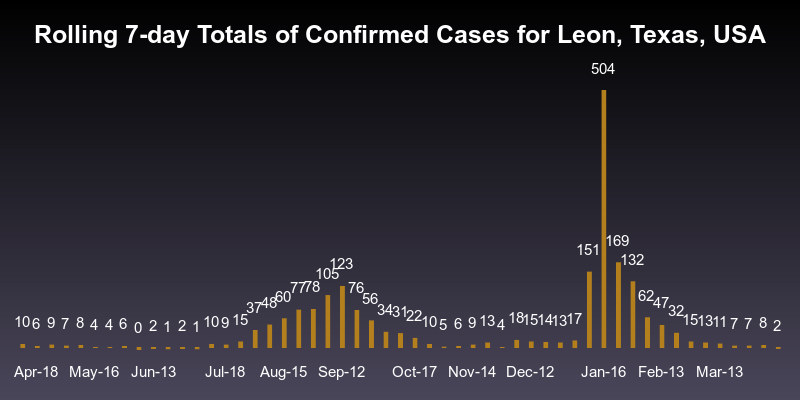 Rolling 7-day Totals of Confirmed Cases for Leon, Texas, USA
504
151 169 132
105 123
37 48 60 77 78 76 56 62 47
10 6 9 7 8 4 4 6 0 2 1 2 1 10 9 15 34 31 22 10 5 6 9 13 4 18 15 14 13 17 32 15 13 11 7 7 8 2
Apr-18 May-16 Jun-13 Jul-18 Aug-15 Sep-12 Oct-17 Nov-14 Dec-12 Jan-16 Feb-13 Mar-13